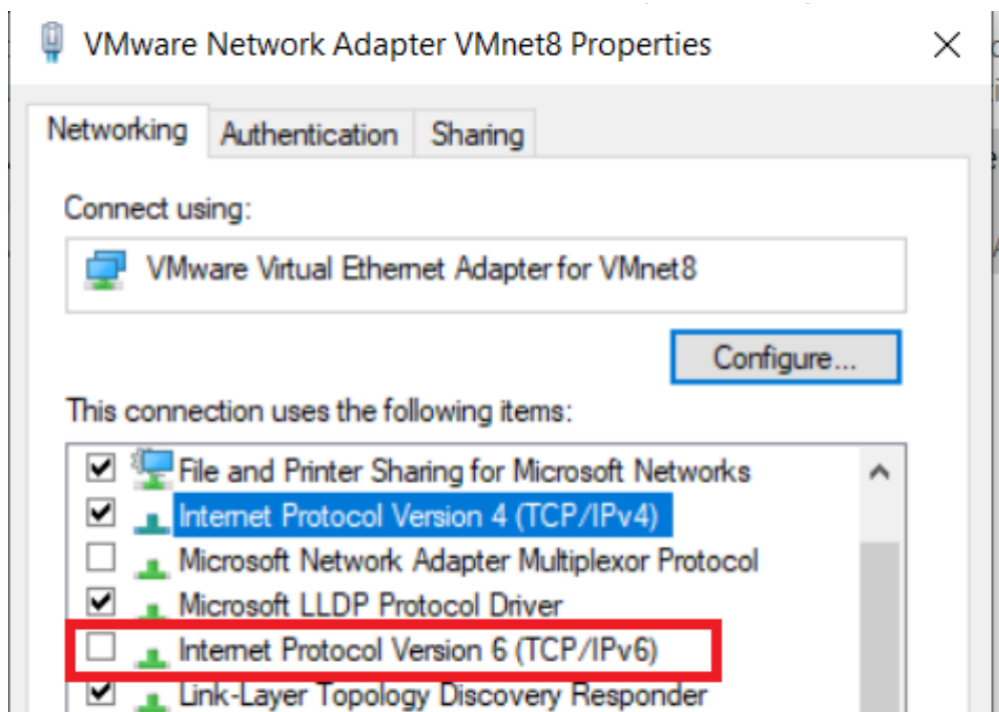 VMware Network Adapter VMnet8 Properties
Networking
Authentication
Sharing
Connect using:
VMware Virtual Ethernet Adapter for VMnet8
Configure...
This connection uses the following items:
File and Printer Sharing for Microsoft Networks
Internet Protocol Version 4 (TCP/IPv4)
Microsoft Network Adapter Multiplexor Protocol
Microsoft LLDP Protocol Driver
Internet Protocol Version 6 (TCP/IPv6)
Link-Layer Topology Discovery Responder